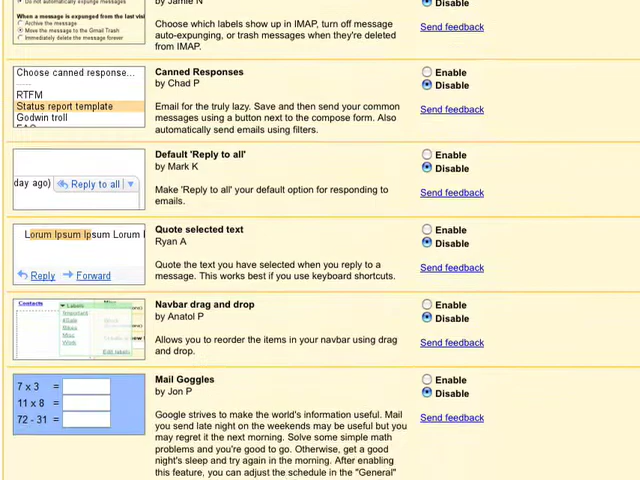 Do not automatically expunge messages
When a message is expunged from the last visi
Archive the message
Move the message to the Gmail Trash
Immediately delete the message forever
by Jamie N
Choose which labels show up in IMAP, turn off message
auto-expunging, or trash messages when they're deleted
from IMAP.
Disable
Send feedback
Choose canned response...
RTFM
Status report template
Godwin troll
Canned Responses
by Chad P
Email for the truly lazy. Save and then send your common
messages using a button next to the compose form. Also
automatically send emails using filters.
Enable
Disable
Send feedback
day ago) Reply to all
Default 'Reply to all'
by Mark K
Make 'Reply to all' your default option for responding to
emails.
Enable
Disable
Send feedback
Lorum Ipsum Ipsum Lorum I
Reply Forward
Quote selected text
Ryan A
Quote the text you have selected when you reply to a
message. This works best if you use keyboard shortcuts.
Enable
Disable
Send feedback
Contacts
Labels
Edit labels
Navbar drag and drop
by Anatol P
Allows you to reorder the items in your navbar using drag
and drop.
Enable
Disable
Send feedback
7 x 3 =
11 x 8 =
72 - 31 =
Mail Goggles
by Jon P
Google strives to make the world's information useful. Mail
you send late night on the weekends may be useful but you
may regret it the next morning. Solve some simple math
problems and you're good to go. Otherwise, get a good
night's sleep and try again in the morning. After enabling
this feature, you can adjust the schedule in the "General"
Enable
Disable
Send feedback